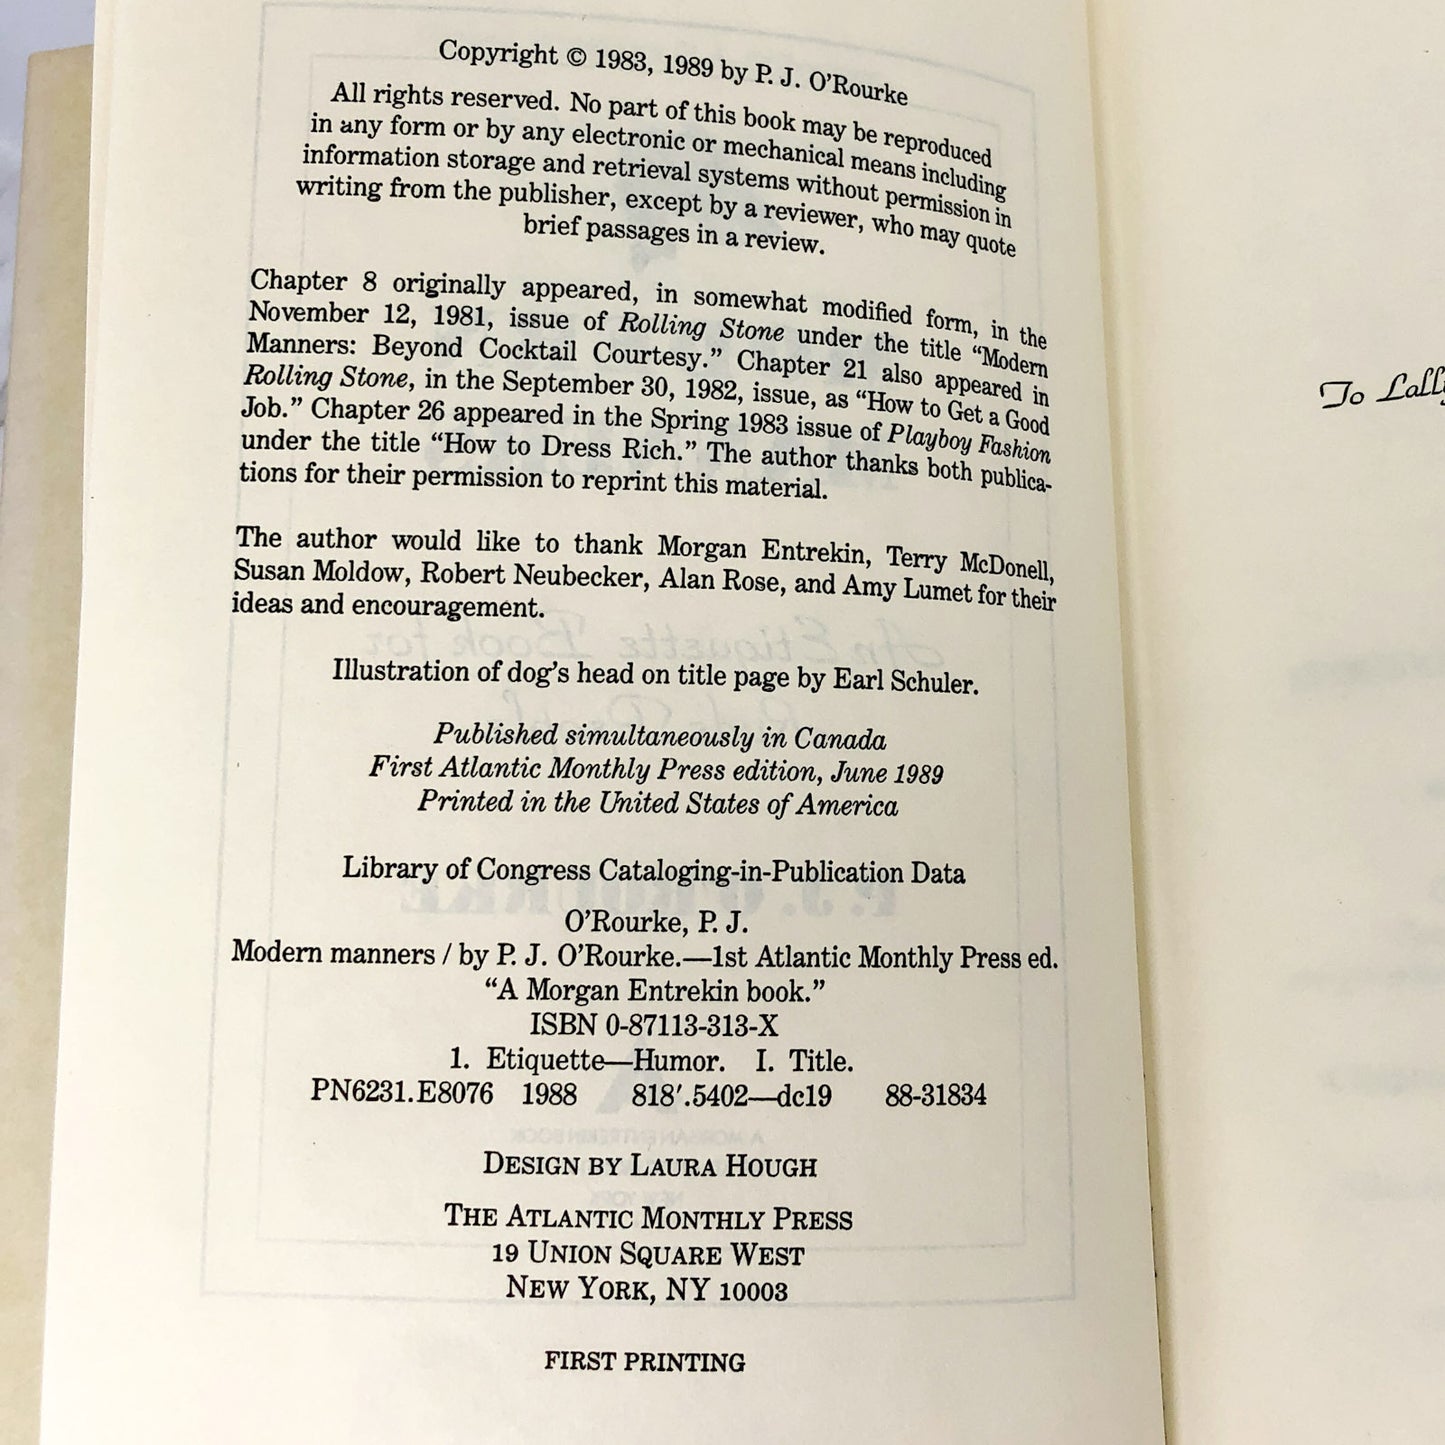 Copyright © 1983, 1989 by P. J. O'Rourke
All rights reserved. No part of this book may be reproduced
in any form or by any electronic or mechanical means including
information storage and retrieval systems without permission in
writing from the publisher, except by a reviewer, who may quote
brief passages in a review.
Chapter 8 originally appeared, in somewhat modified form, in the
November 12, 1981, issue of Rolling Stone under the title “Modern
Manners: Beyond Cocktail Courtesy.” Chapter 21 also appeared in
Rolling Stone, in the September 30, 1982, issue, as “How to Get a Good
Job.” Chapter 26 appeared in the Spring 1983 issue of Playboy Fashion
under the title “How to Dress Rich.” The author thanks both publica-
tions for their permission to reprint this material.
The author would like to thank Morgan Entrekin, Terry McDonell,
Susan Moldow, Robert Neubecker, Alan Rose, and Amy Lumet for their
ideas and encouragement.
Illustration of dog's head on title page by Earl Schuler.
Published simultaneously in Canada
First Atlantic Monthly Press edition, June 1989
Printed in the United States of America
Library of Congress Cataloging-in-Publication Data
O'Rourke, P. J.
Modern manners / by P. J. O'Rourke.—1st Atlantic Monthly Press ed.
“A Morgan Entrekin book.”
ISBN 0-87113-313-X
1. Etiquette—Humor. I. Title.
PN6231.E8076 1988 818′.5402—dc19 88-31834
DESIGN BY LAURA HOUGH
THE ATLANTIC MONTHLY PRESS
19 UNION SQUARE WEST
NEW YORK, NY 10003
FIRST PRINTING
To Lally